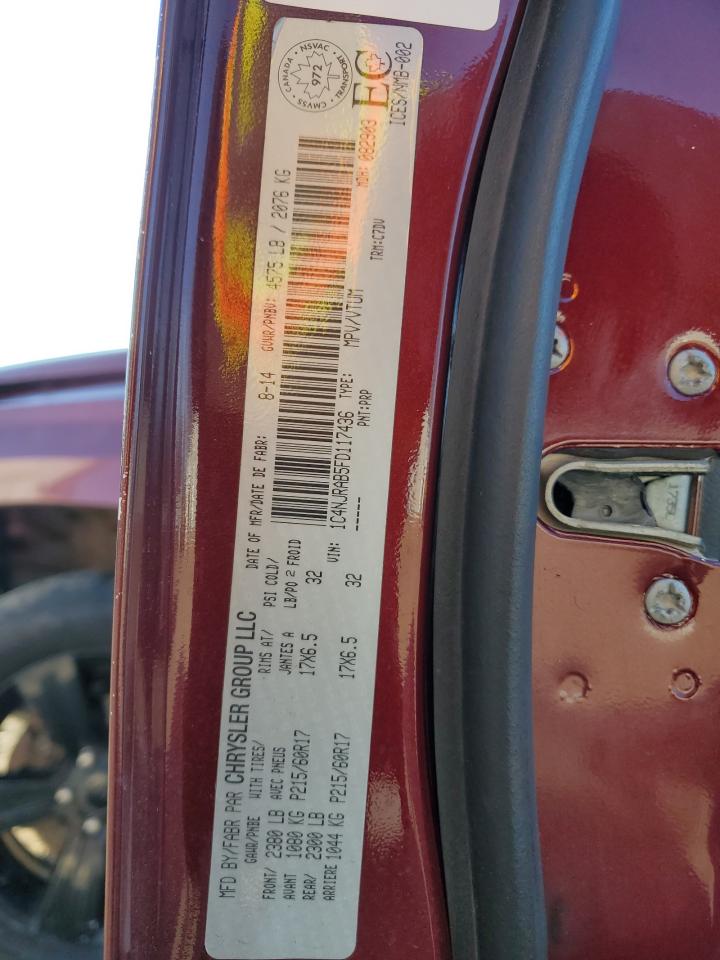 MFD BY/FABR PAR CHRYSLER GROUP LLC
DATE OF MFR/DATE DE FABR: 8-14 GVWR/PNBV: 4575 LB / 2076 KG
GAWR/PNBE WITH TIRES/ RIMS AT/ PSI COLD/
AVEC PNEUS JANTES A LB/PO 2 FROID
FRONT/ 2380 LB
AVANT 1080 KG P215/60R17 17X6.5 32
REAR/ 2300 LB
ARRIERE 1044 KG P215/60R17 17X6.5 32
VIN: 1C4NJRAB5FD117436 TYPE: MPV/VTUM
-----
PNT:PRP TRM:C7DV
MDH: 082903
CANADA • NSVAC • TRANSPORT • CMVSS •
972
EC
ICES/NMB-002